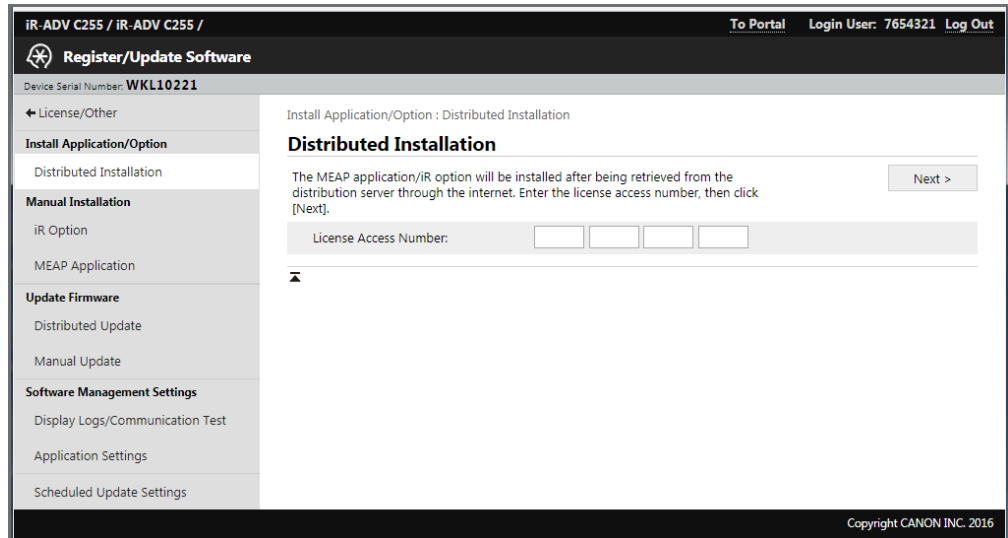 iR-ADV C255 / iR-ADV C255 /
To Portal Login User: 7654321 Log Out
Register/Update Software
Device Serial Number: WKL10221
License/Other
Install Application/Option
Distributed Installation
Manual Installation
iR Option
MEAP Application
Update Firmware
Distributed Update
Manual Update
Software Management Settings
Display Logs/Communication Test
Application Settings
Scheduled Update Settings
Install Application/Option : Distributed Installation
Distributed Installation
The MEAP application/iR option will be installed after being retrieved from the
distribution server through the internet. Enter the license access number, then click
[Next].
Next >
License Access Number:
Copyright CANON INC. 2016